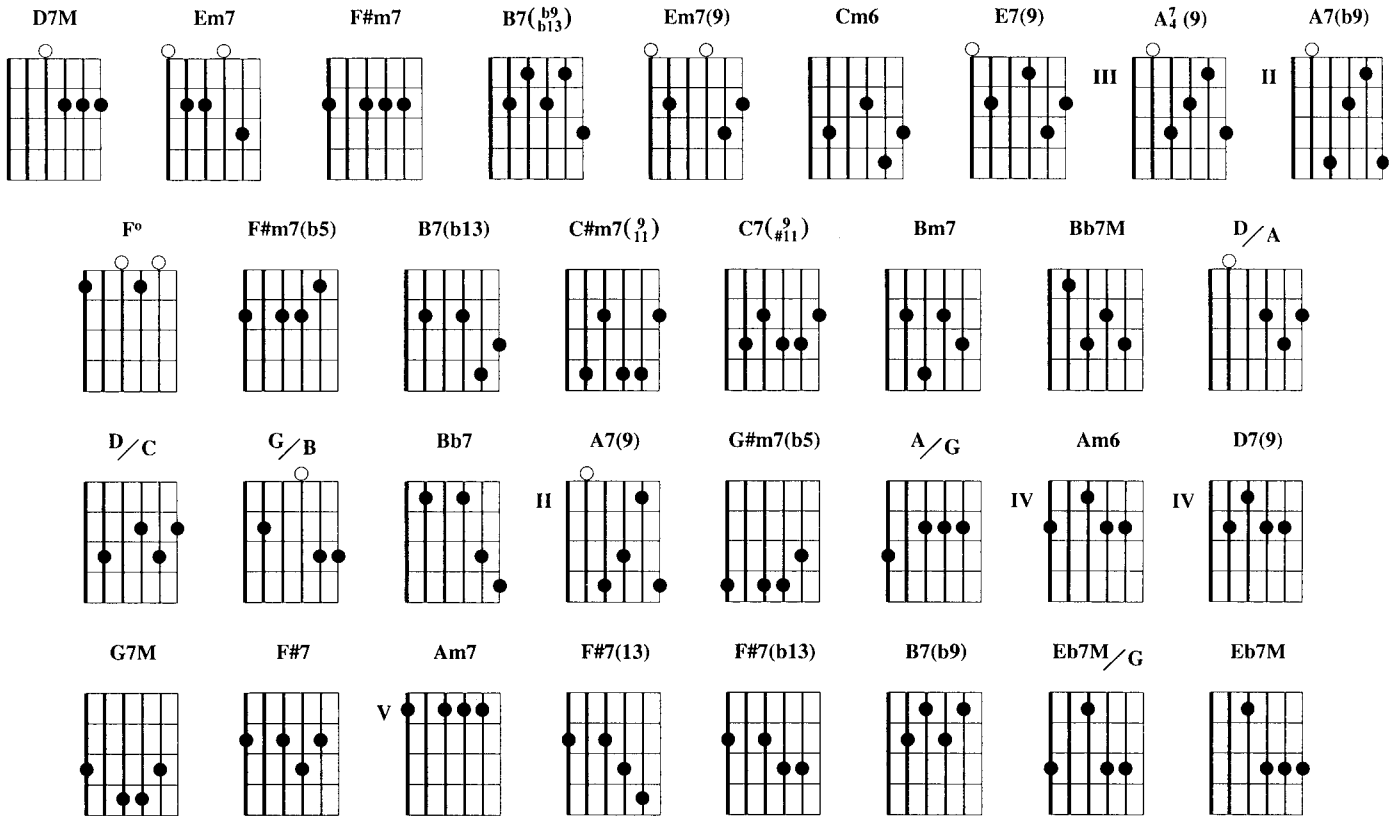 D7M Em7 F#m7 B7(b9 b13) Em7(9) Cm6 E7(9) A7 4 (9) A7(b9)
III II
Fº F#m7(b5) B7(b13) C#m7(9 11) C7(9 #11) Bm7 Bb7M D/A
D/C G/B Bb7 A7(9) G#m7(b5) A/G Am6 D7(9)
II IV IV
G7M F#7 Am7 F#7(13) F#7(b13) B7(b9) Eb7M/G Eb7M
V